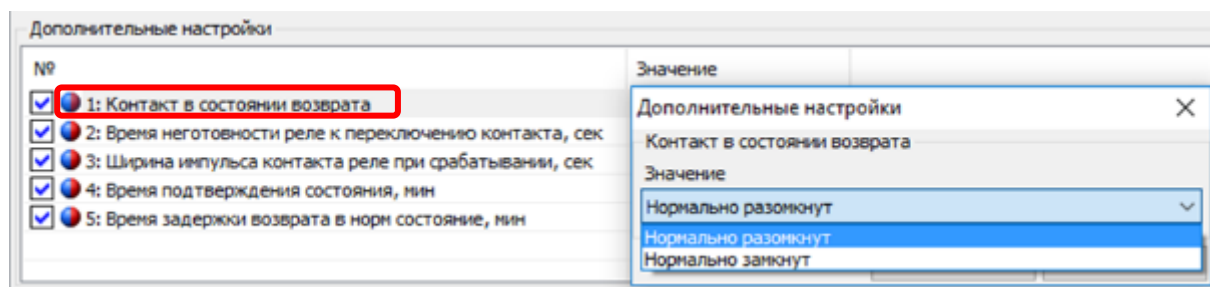 Дополнительные настройки
№ Значение
1: Контакт в состоянии возврата
2: Время неготовности реле к переключению контакта, сек
3: Ширина импульса контакта реле при срабатывании, сек
4: Время подтверждения состояния, мин
5: Время задержки возврата в норм состояние, мин
Дополнительные настройки
Контакт в состоянии возврата
Значение
Нормально разомкнут
Нормально разомкнут
Нормально замкнут